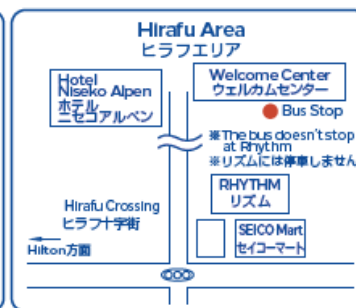 Hirafu Area
ヒラフエリア
Hotel
Niseko Alpen
ホテル
ニセコアルペン
Welcome Center
ウェルカムセンター
Bus Stop
※The bus doesn't stop
at Rhythm
※リズムには停車しません
RHYTHM
リズム
Hirafu Crossing
ヒラフ十字街
SEICO Mart
セイコーマート
Hilton方面